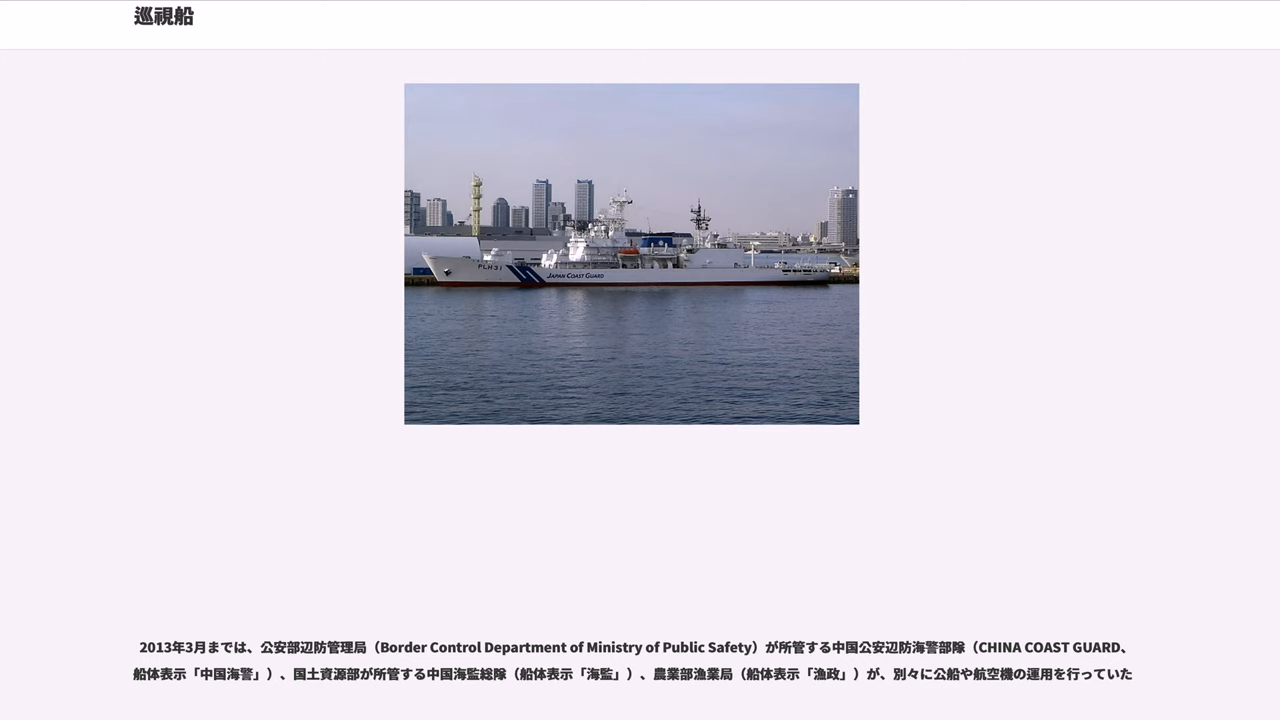 巡視船
PLH31
JAPAN COAST GUARD
2013年3月までは、公安部辺防管理局（Border Control Department of Ministry of Public Safety）が所管する中国公安辺防海警部隊（CHINA COAST GUARD、
船体表示「中国海警」）、国土資源部が所管する中国海監総隊（船体表示「海監」）、農業部漁業局（船体表示「漁政」）が、別々に公船や航空機の運用を行っていた